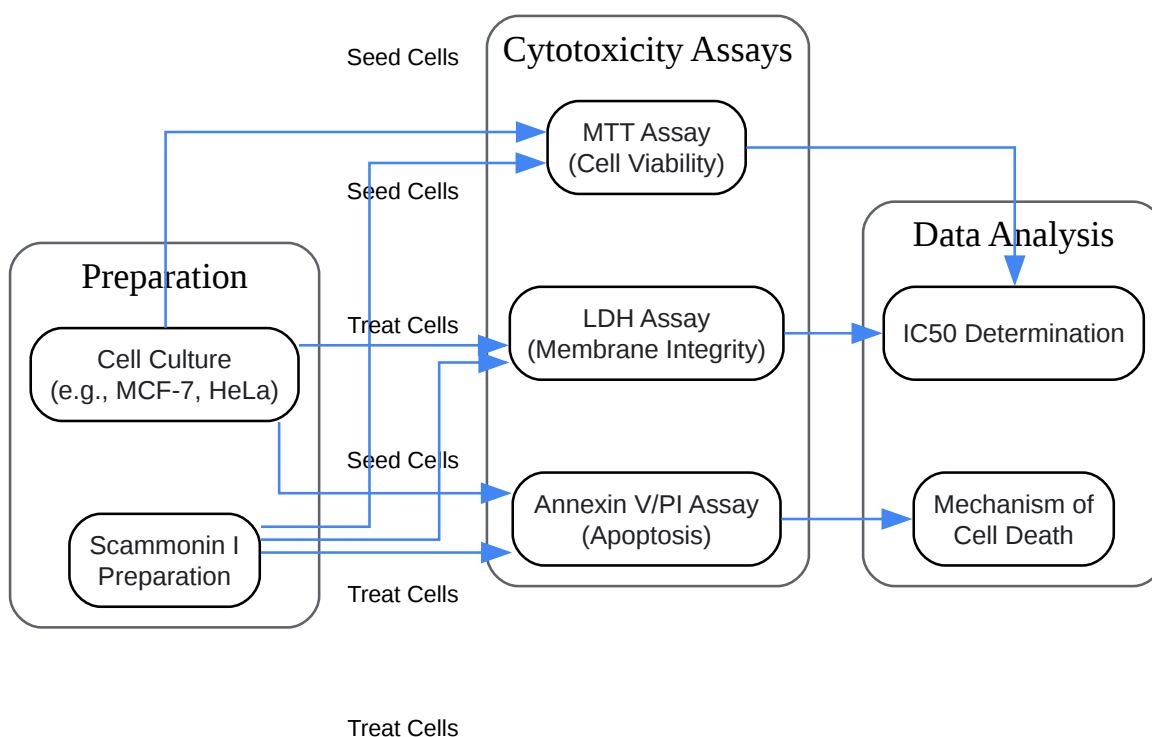 Seed Cells
Cytotoxicity Assays
MTT Assay
(Cell Viability)
Seed Cells
Data Analysis
Preparation
Treat Cells
LDH Assay
(Membrane Integrity)
IC50 Determination
Cell Culture
(e.g., MCF-7, HeLa)
Seed Cells
Annexin V/PI Assay
(Apoptosis)
Mechanism of
Cell Death
Scammonin I
Preparation
Treat Cells
Treat Cells